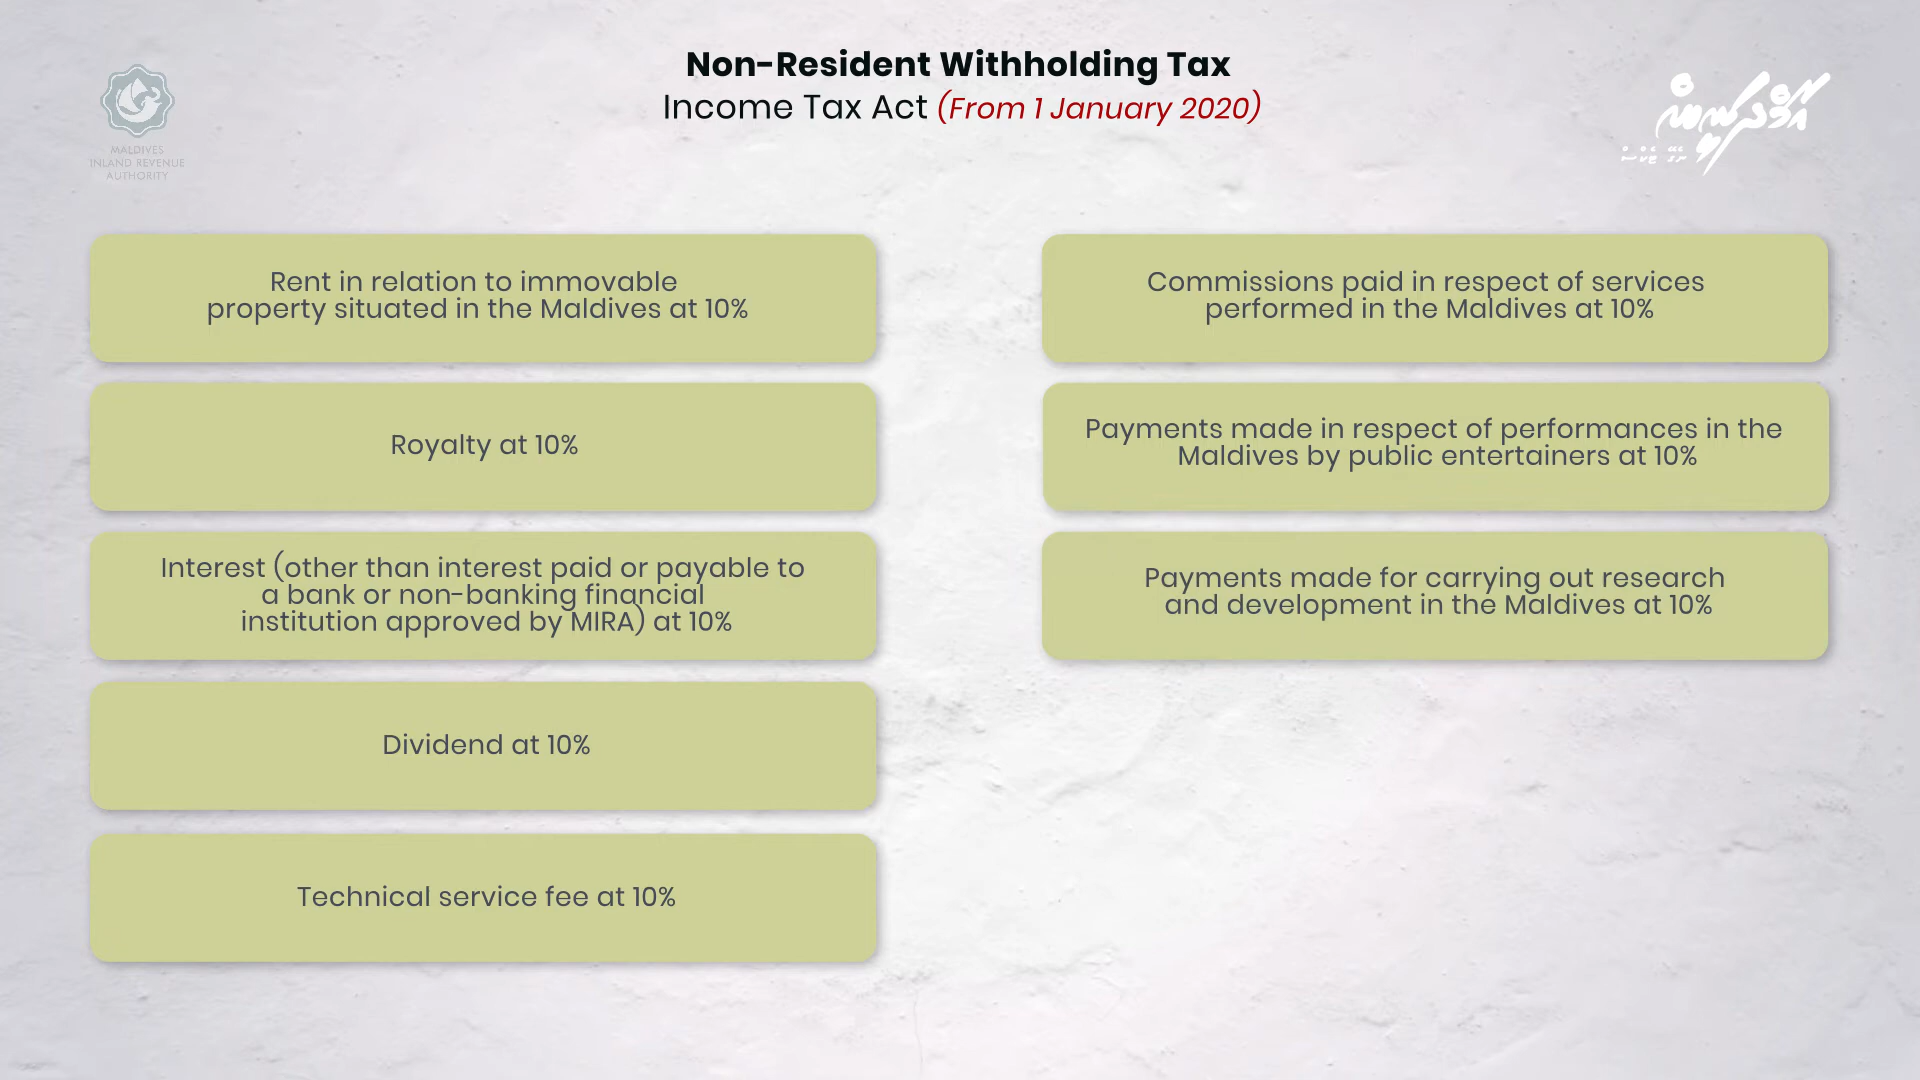 Non-Resident Withholding Tax
Income Tax Act (From 1 January 2020)
MALDIVES
INLAND REVENUE
AUTHORITY
Rent in relation to immovable
property situated in the Maldives at 10%
Royalty at 10%
Interest (other than interest paid or payable to
a bank or non-banking financial
institution approved by MIRA) at 10%
Dividend at 10%
Technical service fee at 10%
Commissions paid in respect of services
performed in the Maldives at 10%
Payments made in respect of performances in the
Maldives by public entertainers at 10%
Payments made for carrying out research
and development in the Maldives at 10%